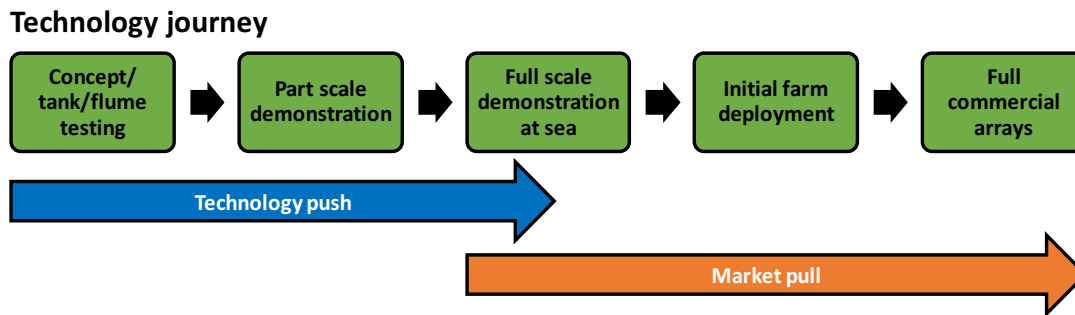 Technology journey
Concept/
tank/flume
testing
Part scale
demonstration
Full scale
demonstration
at sea
Initial farm
deployment
Full
commercial
arrays
Technology push
Market pull